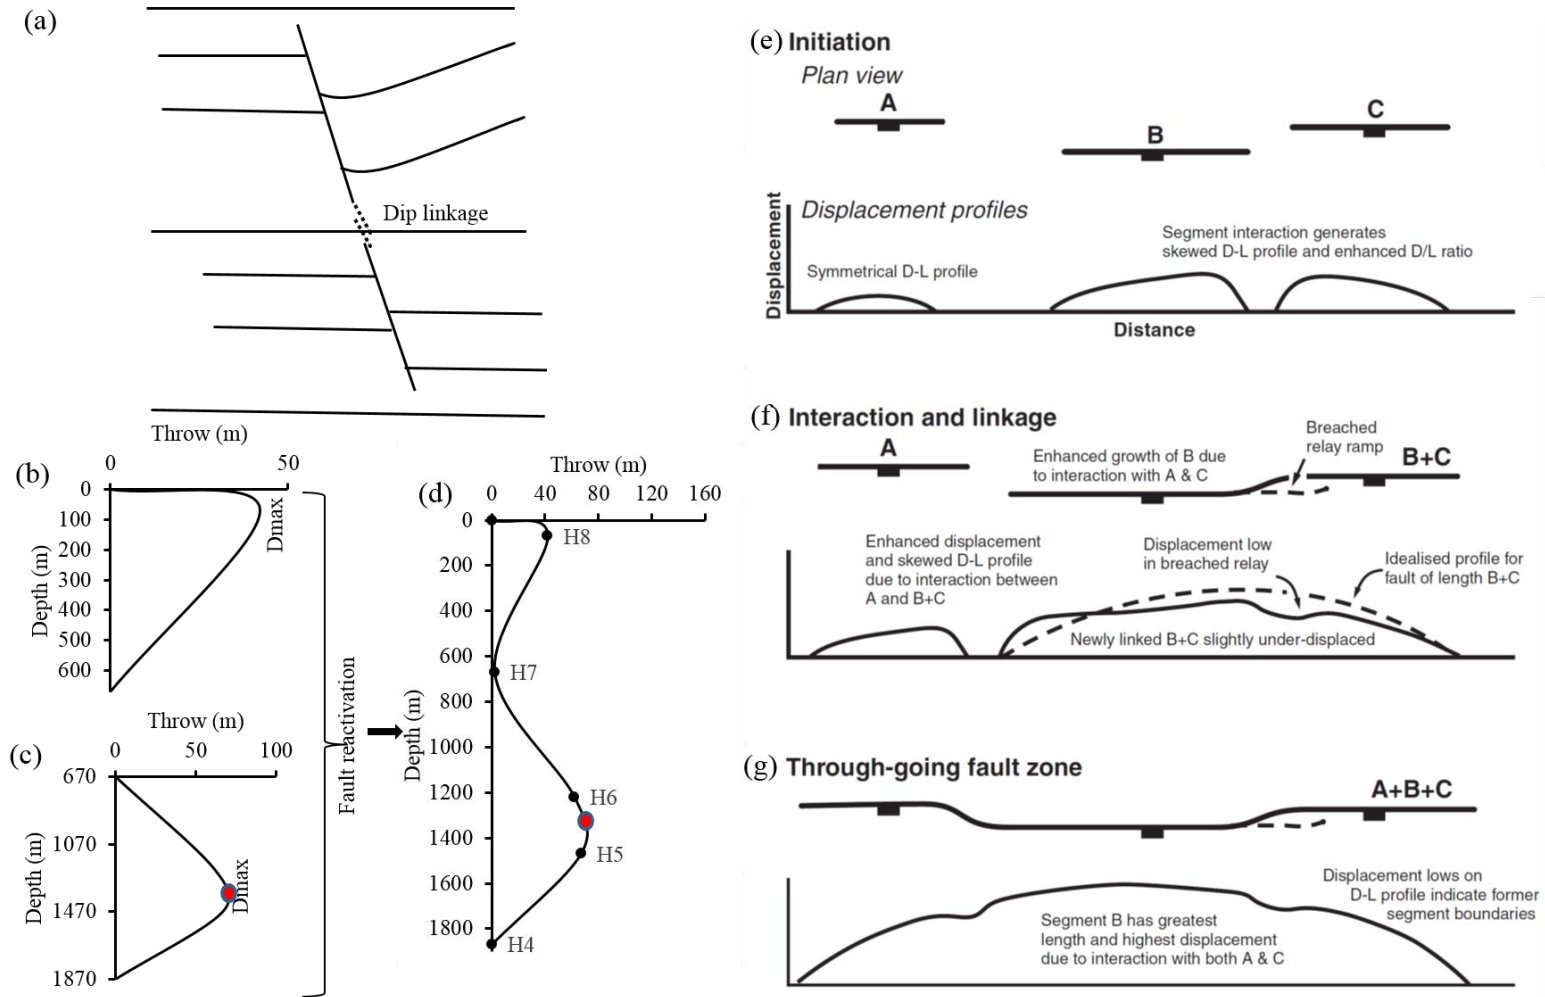 (a)
Dip linkage
Throw (m)
(b)
0 50
0
100
200
300
400
500
600
Depth (m)
Dmax
Throw (m)
(c)
0 50 100
670
1070
1470
1870
Depth (m)
Dmax
Fault reactivation
Throw (m)
(d)
0 40 80 120 160
0
200
400
600
800
1000
1200
1400
1600
1800
Depth (m)
H8
H7
H6
H5
H4
(e) Initiation
Plan view
A
B
C
Displacement
Displacement profiles
Symmetrical D-L profile
Segment interaction generates
skewed D-L profile and enhanced D/L ratio
Distance
(f) Interaction and linkage
A
Enhanced growth of B due
to interaction with A & C
Breached
relay ramp
B+C
Enhanced displacement
and skewed D-L profile
due to interaction between
A and B+C
Displacement low
in breached relay
Idealised profile for
fault of length B+C
Newly linked B+C slightly under-displaced
(g) Through-going fault zone
A+B+C
Segment B has greatest
length and highest displacement
due to interaction with both A & C
Displacement lows on
D-L profile indicate former
segment boundaries